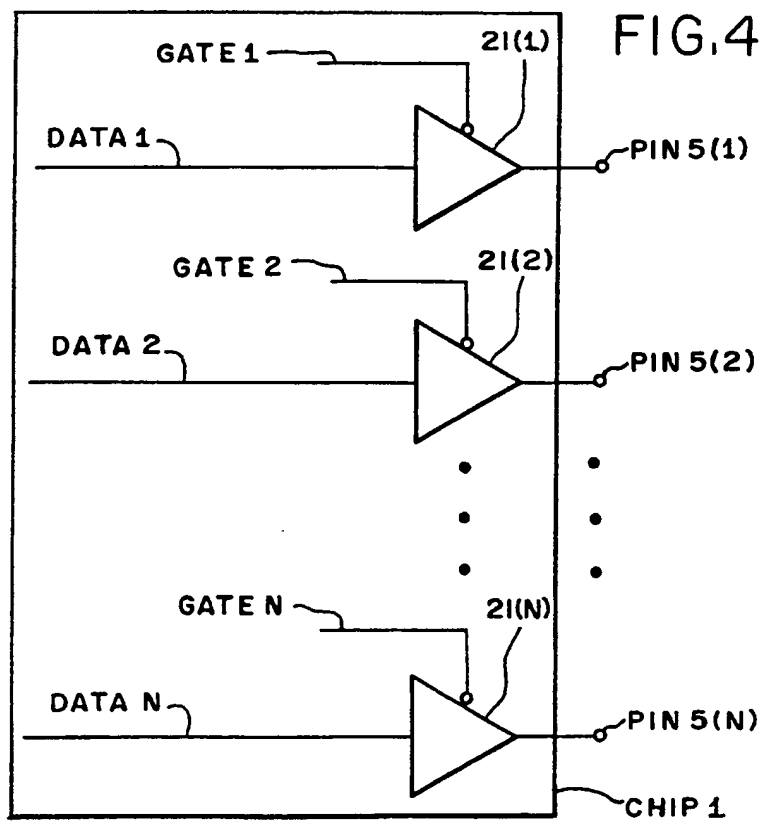 FIG.4
GATE 1
21(1)
DATA 1
PIN 5(1)
GATE 2
21(2)
DATA 2
PIN 5(2)
GATE N
21(N)
DATA N
PIN 5(N)
CHIP 1